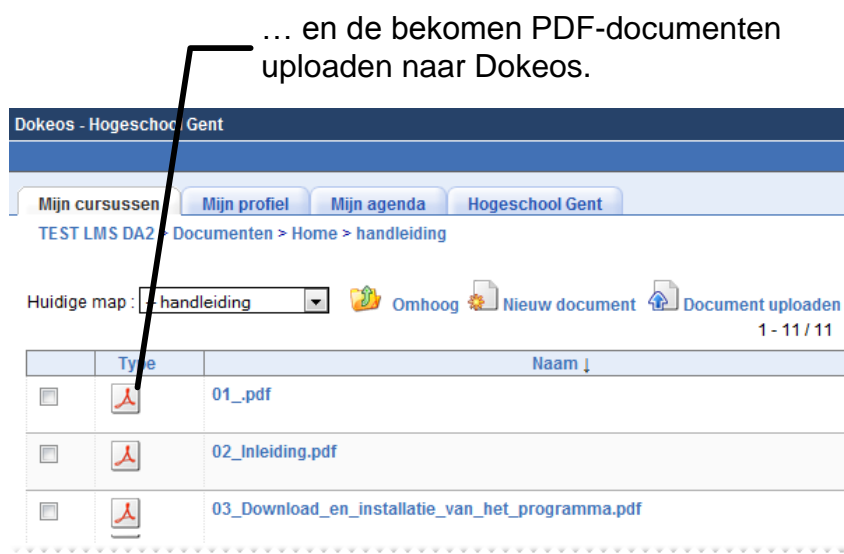 … en de bekomen PDF-documenten
uploaden naar Dokeos.
Dokeos - Hogeschool Gent
Mijn cursussen Mijn profiel Mijn agenda Hogeschool Gent
TEST LMS DA2 > Documenten > Home > handleiding
Huidige map : - handleiding Omhoog Nieuw document Document uploaden
1 - 11 / 11
Type Naam ↓
01_.pdf
02_Inleiding.pdf
03_Download_en_installatie_van_het_programma.pdf